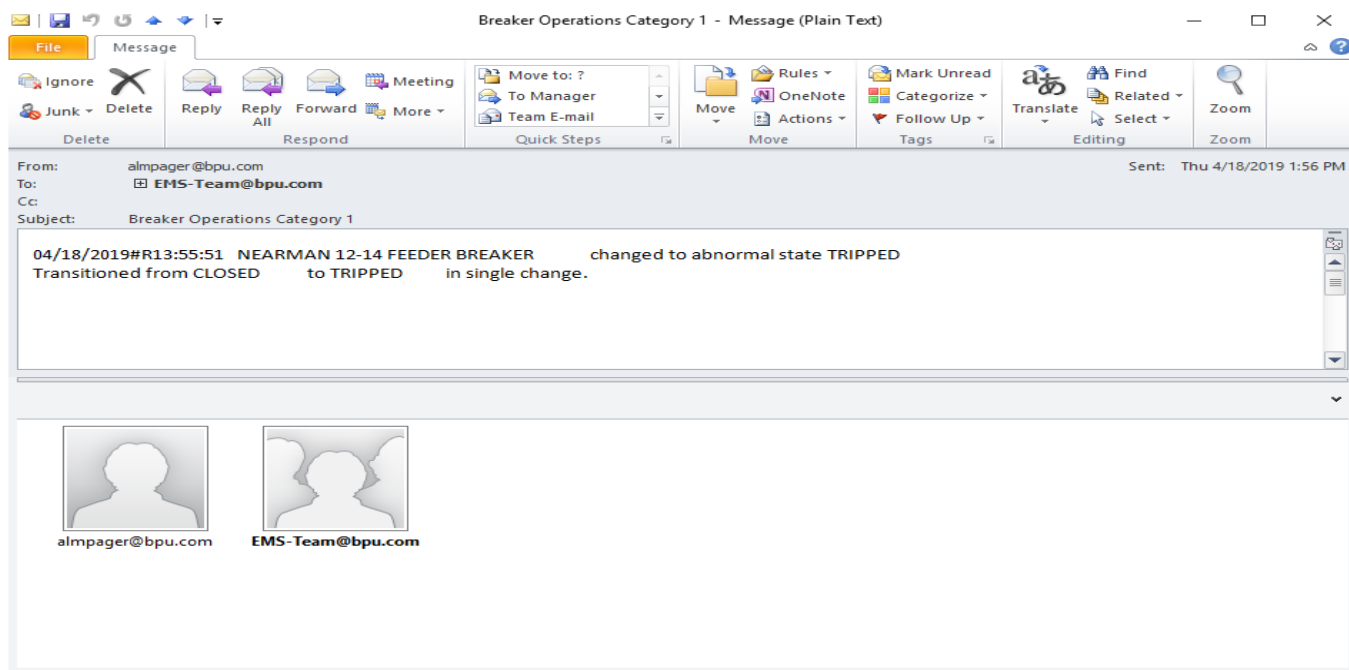 Breaker Operations Category 1 - Message (Plain Text)
File Message
Ignore
Junk
Delete
Delete
Reply
Reply All
Forward
Meeting
More
Respond
Move to: ?
To Manager
Team E-mail
Quick Steps
Move
Rules
OneNote
Actions
Move
Mark Unread
Categorize
Follow Up
Tags
Translate
Find
Related
Select
Editing
Zoom
Zoom
From: almpager@bpu.com Sent: Thu 4/18/2019 1:56 PM
To: EMS-Team@bpu.com
Cc:
Subject: Breaker Operations Category 1
04/18/2019#R13:55:51 NEARMAN 12-14 FEEDER BREAKER changed to abnormal state TRIPPED
Transitioned from CLOSED to TRIPPED in single change.
almpager@bpu.com EMS-Team@bpu.com